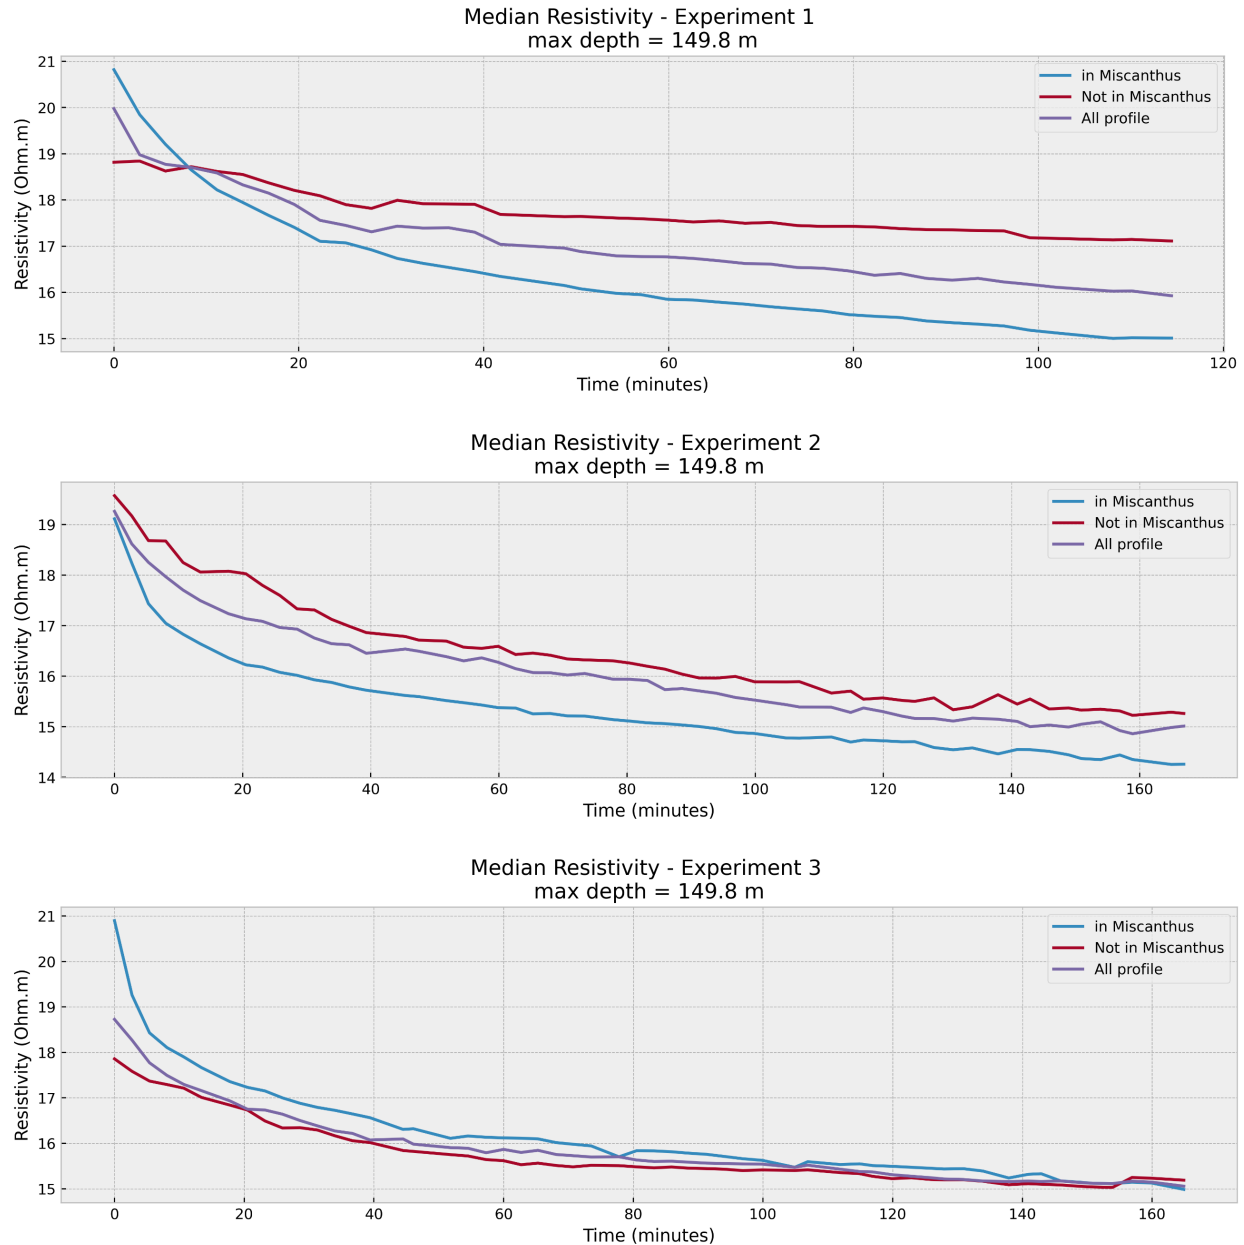 Median Resistivity - Experiment 1
max depth = 149.8 m
Resistivity (Ohm.m)
21
20
19
18
17
16
15
in Miscanthus
Not in Miscanthus
All profile
0 20 40 60 80 100 120
Time (minutes)
Median Resistivity - Experiment 2
max depth = 149.8 m
Resistivity (Ohm.m)
19
18
17
16
15
14
in Miscanthus
Not in Miscanthus
All profile
0 20 40 60 80 100 120 140 160
Time (minutes)
Median Resistivity - Experiment 3
max depth = 149.8 m
Resistivity (Ohm.m)
21
20
19
18
17
16
15
in Miscanthus
Not in Miscanthus
All profile
0 20 40 60 80 100 120 140 160
Time (minutes)